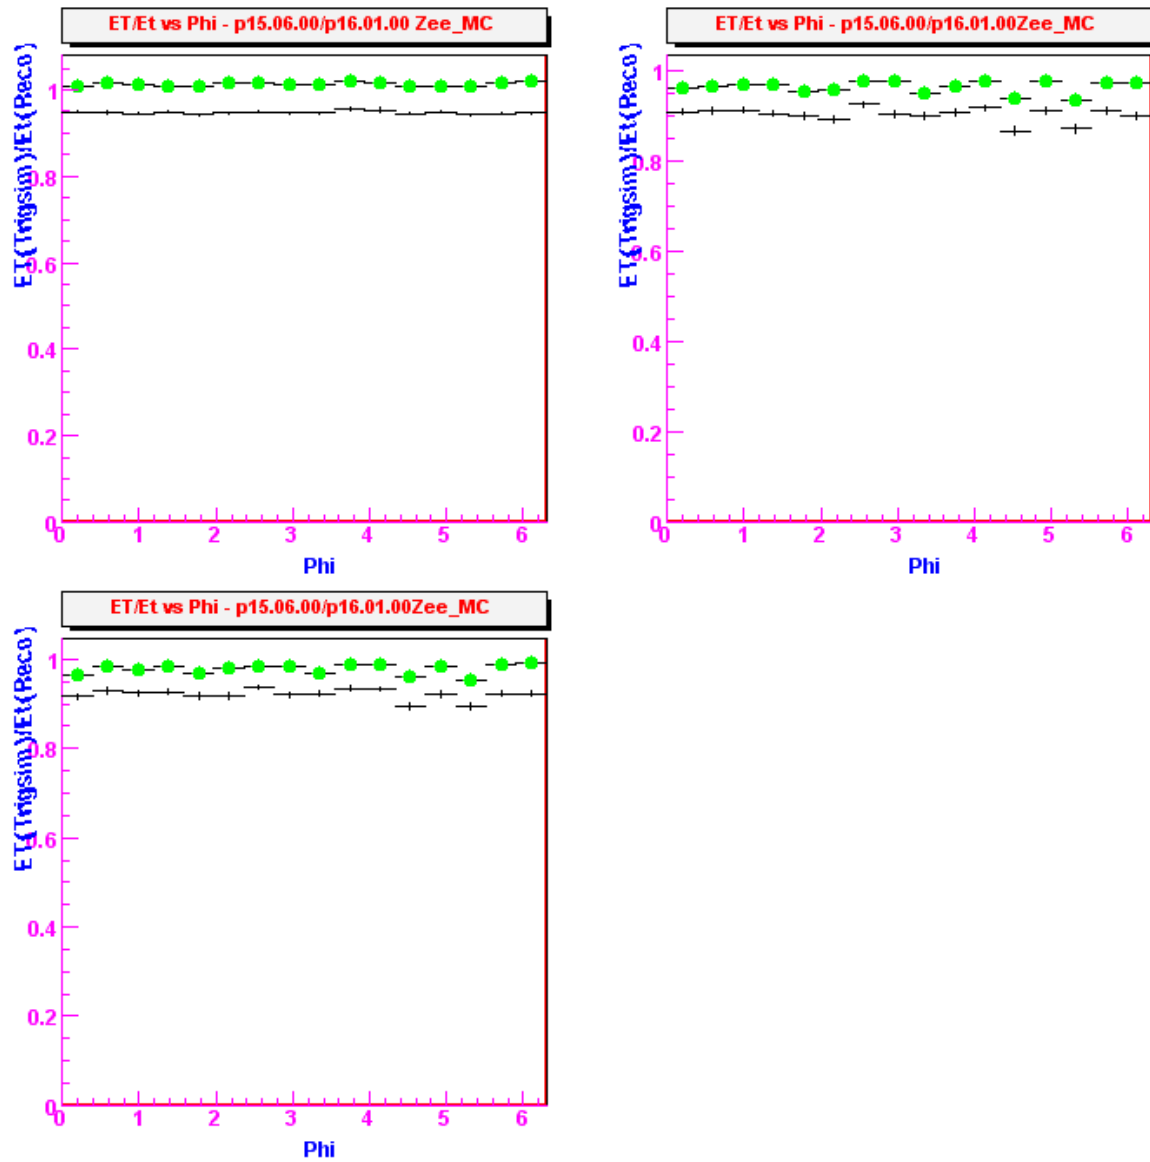 ET/Et vs Phi - p15.06.00/p16.01.00 Zee_MC
ET(Trigsim)/Et(Reco)
1
0.8
0.6
0.4
0.2
0
0 1 2 3 4 5 6
Phi
ET/Et vs Phi - p15.06.00/p16.01.00Zee_MC
ET(Trigsim)/Et(Reco)
1
0.8
0.6
0.4
0.2
0
0 1 2 3 4 5 6
Phi
ET/Et vs Phi - p15.06.00/p16.01.00Zee_MC
ET(Trigsim)/Et(Reco)
1
0.8
0.6
0.4
0.2
0
0 1 2 3 4 5 6
Phi